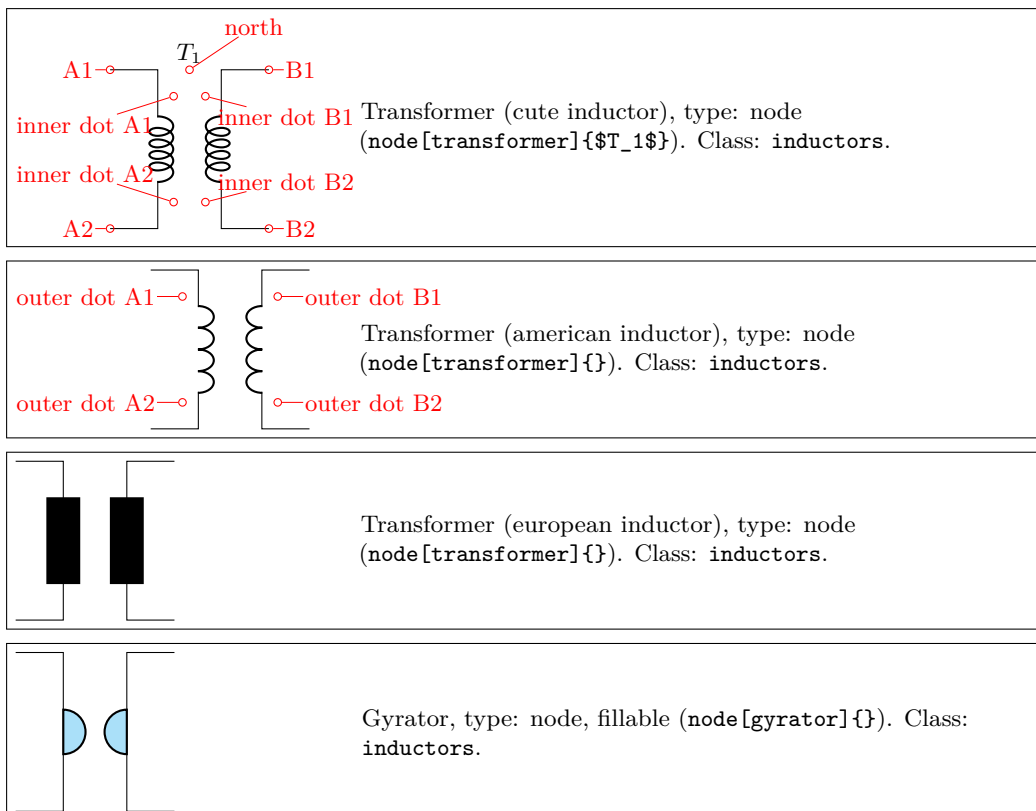 north
T1
A1
B1
inner dot A1
inner dot B1
inner dot A2
inner dot B2
A2
B2
Transformer (cute inductor), type: node
(node[transformer]{$T_1$}). Class: inductors.
outer dot A1
outer dot B1
outer dot A2
outer dot B2
Transformer (american inductor), type: node
(node[transformer]{}). Class: inductors.
Transformer (european inductor), type: node
(node[transformer]{}). Class: inductors.
Gyrator, type: node, fillable (node[gyrator]{}). Class:
inductors.